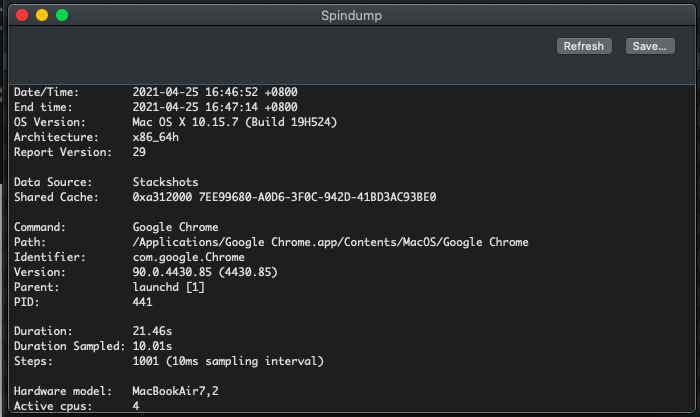 Spindump
Refresh Save...
Date/Time: 2021-04-25 16:46:52 +0800
End time: 2021-04-25 16:47:14 +0800
OS Version: Mac OS X 10.15.7 (Build 19H524)
Architecture: x86_64h
Report Version: 29
Data Source: Stackshots
Shared Cache: 0xa312000 7EE99680-A0D6-3F0C-942D-41BD3AC93BE0
Command: Google Chrome
Path: /Applications/Google Chrome.app/Contents/MacOS/Google Chrome
Identifier: com.google.Chrome
Version: 90.0.4430.85 (4430.85)
Parent: launchd [1]
PID: 441
Duration: 21.46s
Duration Sampled: 10.01s
Steps: 1001 (10ms sampling interval)
Hardware model: MacBookAir7,2
Active cpus: 4